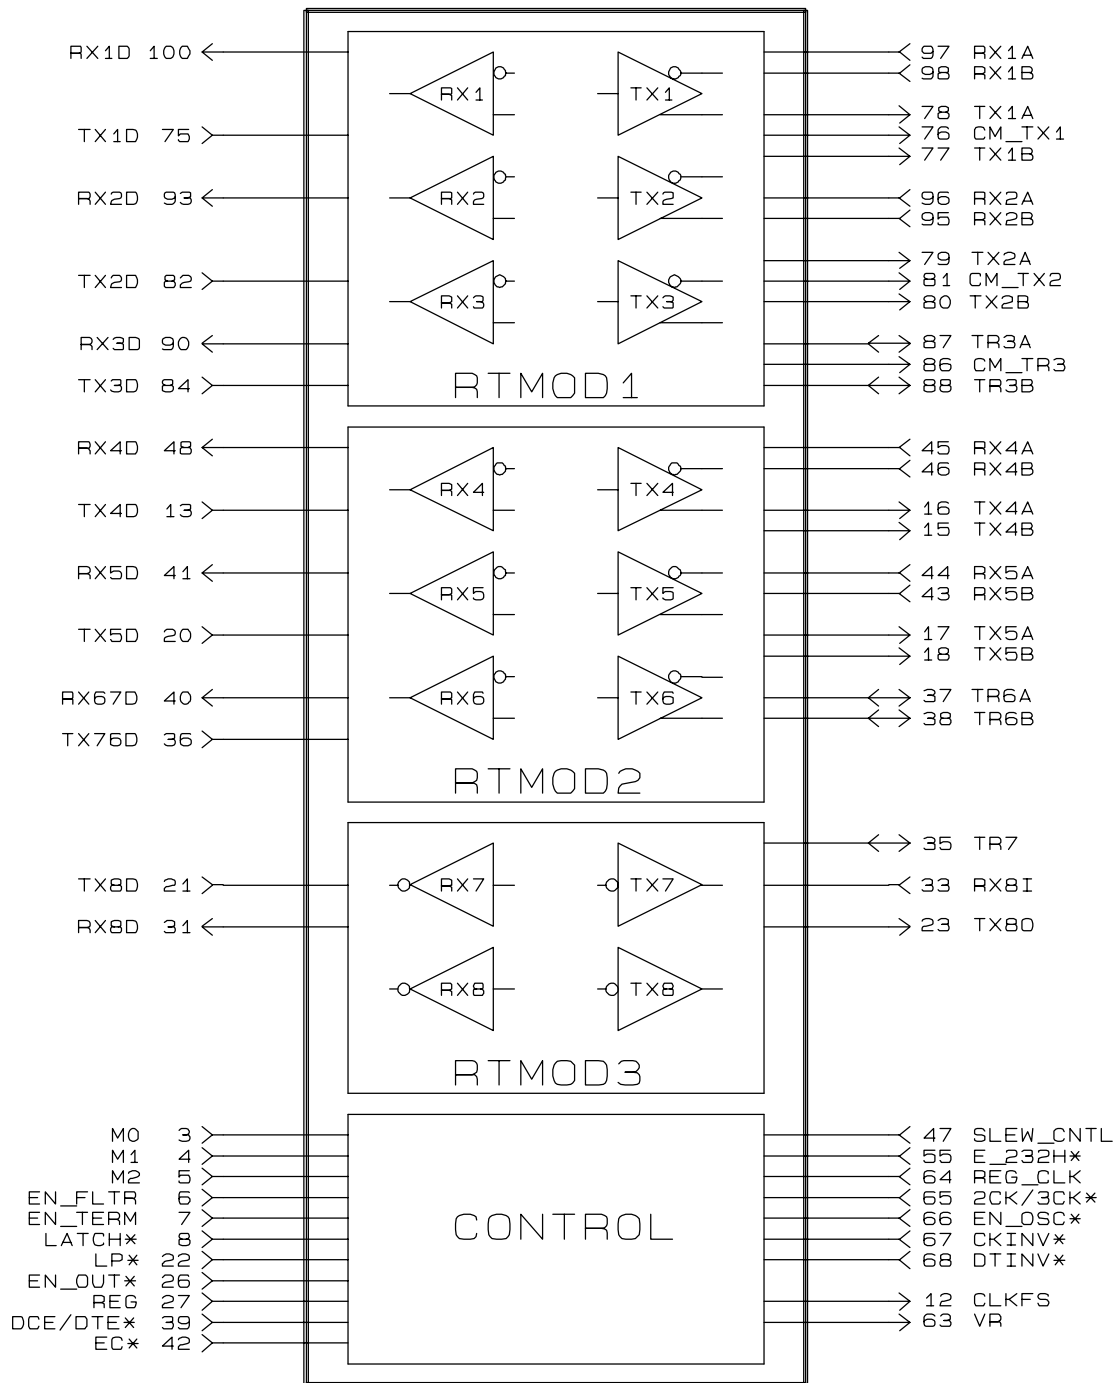 RX1D 100
97 RX1A
98 RX1B
RX1
TX1
78 TX1A
TX1D 75
76 CM_TX1
77 TX1B
RX2D 93
RX2
TX2
96 RX2A
95 RX2B
79 TX2A
TX2D 82
81 CM_TX2
RX3
TX3
80 TX2B
RX3D 90
87 TR3A
86 CM_TR3
TX3D 84
88 TR3B
RTMOD1
RX4D 48
45 RX4A
46 RX4B
RX4
TX4
TX4D 13
16 TX4A
15 TX4B
RX5D 41
44 RX5A
RX5
TX5
43 RX5B
TX5D 20
17 TX5A
18 TX5B
RX67D 40
RX6
TX6
37 TR6A
38 TR6B
TX76D 36
RTMOD2
35 TR7
TX8D 21
RX7
TX7
33 RX8I
RX8D 31
23 TX8O
RX8
TX8
RTMOD3
M0 3
47 SLEW_CNTL
M1 4
55 E_232H*
M2 5
64 REG_CLK
EN_FLTR 6
65 2CK/3CK*
EN_TERM 7
66 EN_OSC*
CONTROL
LATCH* 8
67 CKINV*
LP* 22
68 DTINV*
EN_OUT* 26
REG 27
12 CLKFS
DCE/DTE* 39
63 VR
EC* 42